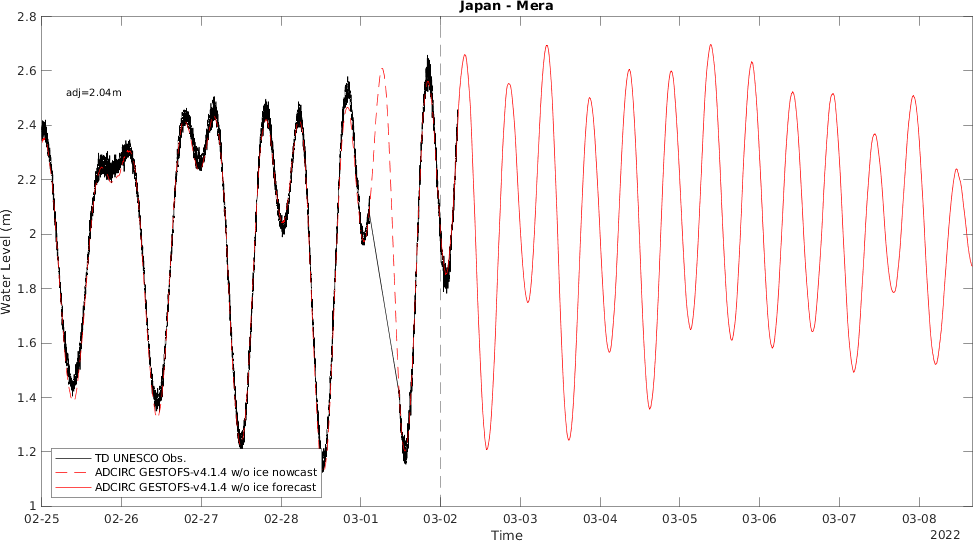 Japan - Mera
2.8
2.6
adj=2.04m
2.4
2.2
2
1.8
1.6
1.4
1.2
1
Water Level (m)
TD UNESCO Obs.
ADCIRC GESTOFS-v4.1.4 w/o ice nowcast
ADCIRC GESTOFS-v4.1.4 w/o ice forecast
02-25 02-26 02-27 02-28 03-01 03-02 03-03 03-04 03-05 03-06 03-07 03-08
Time
2022